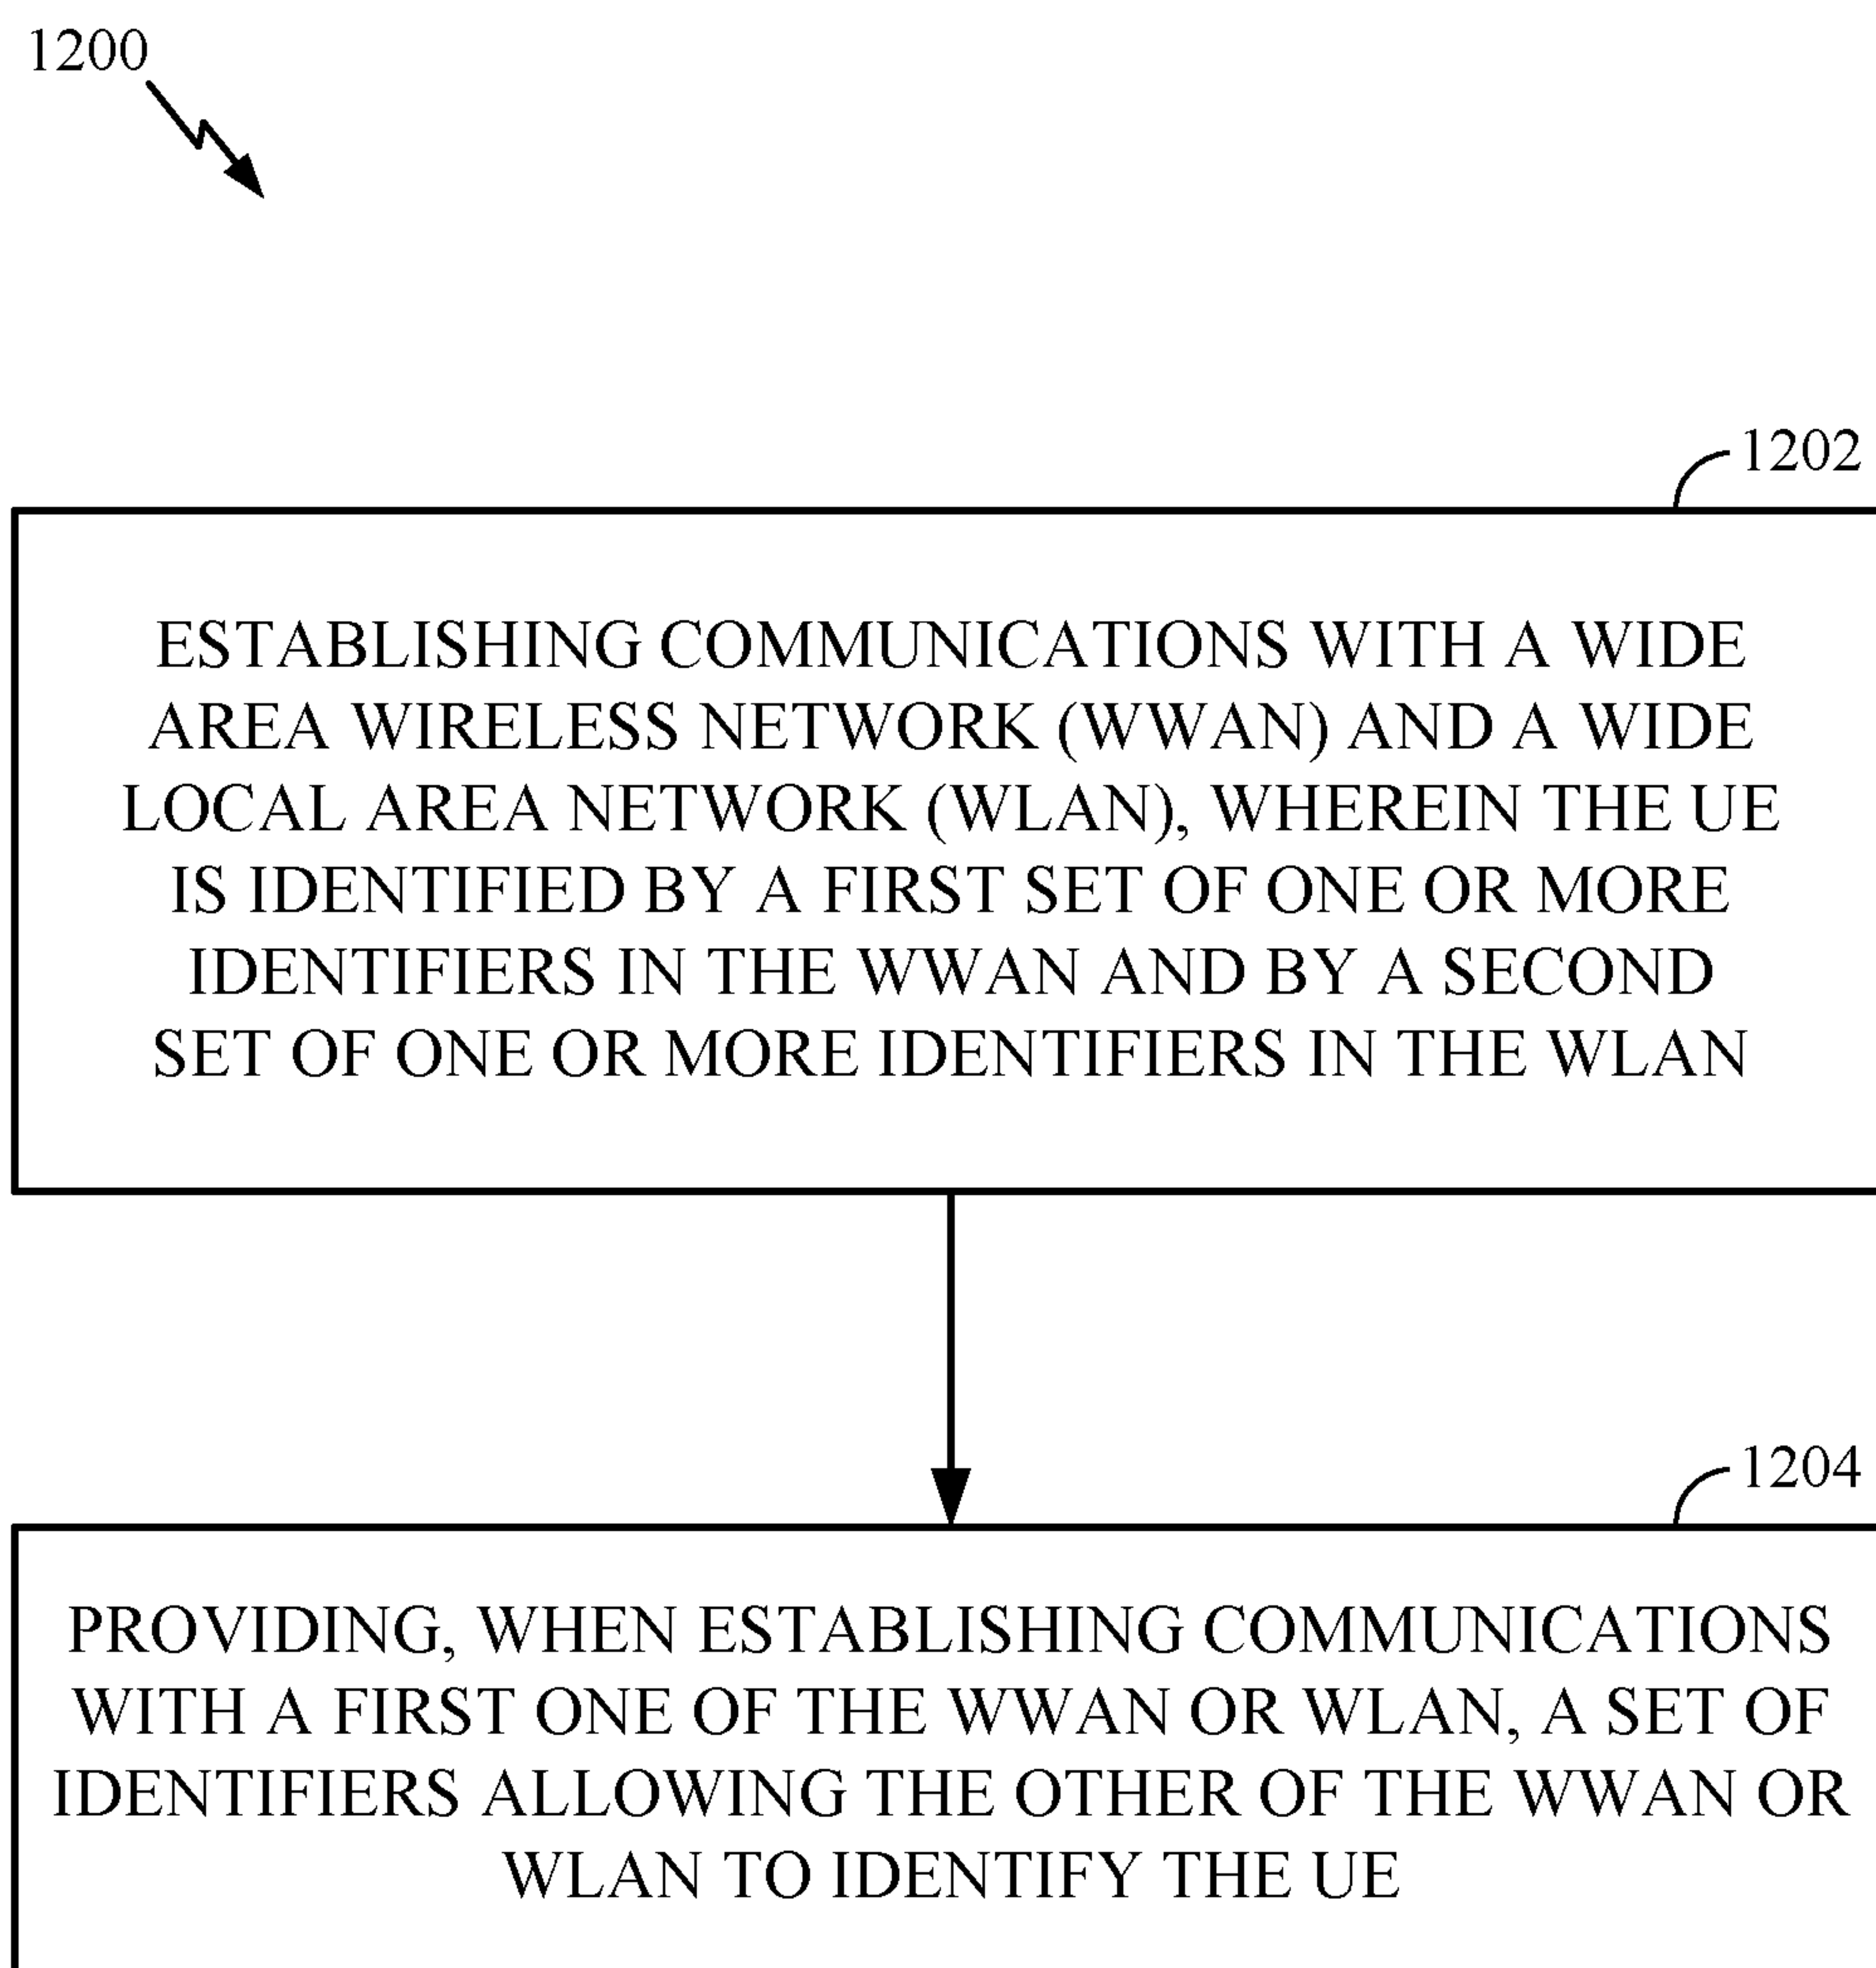 1200
1202
ESTABLISHING COMMUNICATIONS WITH A WIDE
AREA WIRELESS NETWORK (WWAN) AND A WIDE
LOCAL AREA NETWORK (WLAN), WHEREIN THE UE
IS IDENTIFIED BY A FIRST SET OF ONE OR MORE
IDENTIFIERS IN THE WWAN AND BY A SECOND
SET OF ONE OR MORE IDENTIFIERS IN THE WLAN
1204
PROVIDING, WHEN ESTABLISHING COMMUNICATIONS
WITH A FIRST ONE OF THE WWAN OR WLAN, A SET OF
IDENTIFIERS ALLOWING THE OTHER OF THE WWAN OR
WLAN TO IDENTIFY THE UE